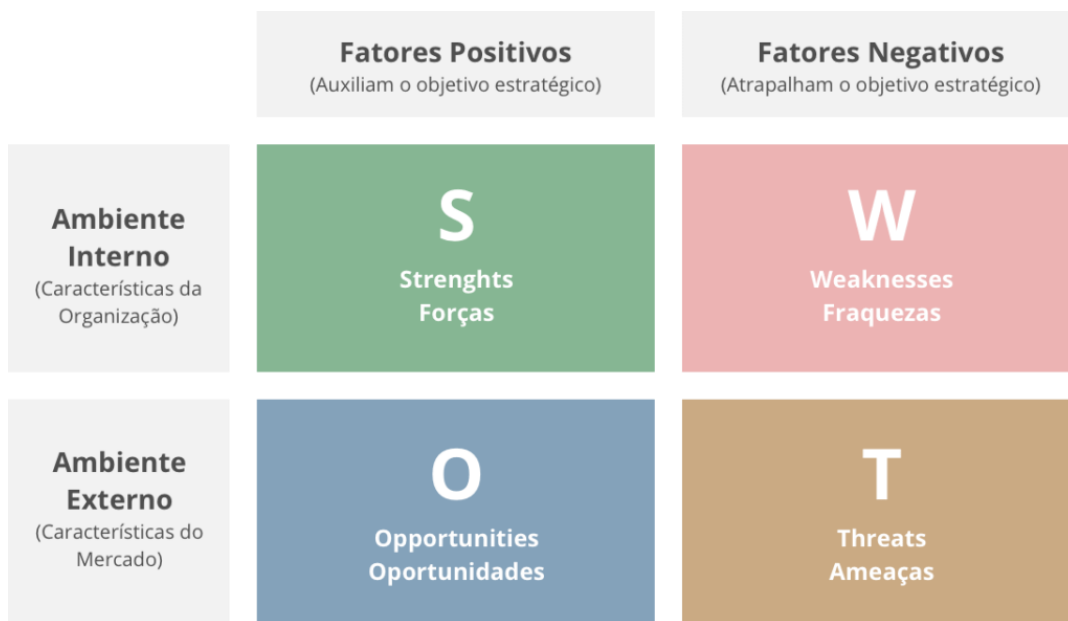 Fatores Positivos
(Auxiliam o objetivo estratégico)
Fatores Negativos
(Atrapalham o objetivo estratégico)
Ambiente
Interno
(Características da
Organização)
S
Strenghts
Forças
W
Weaknesses
Fraquezas
Ambiente
Externo
(Características do
Mercado)
O
Opportunities
Oportunidades
T
Threats
Ameaças